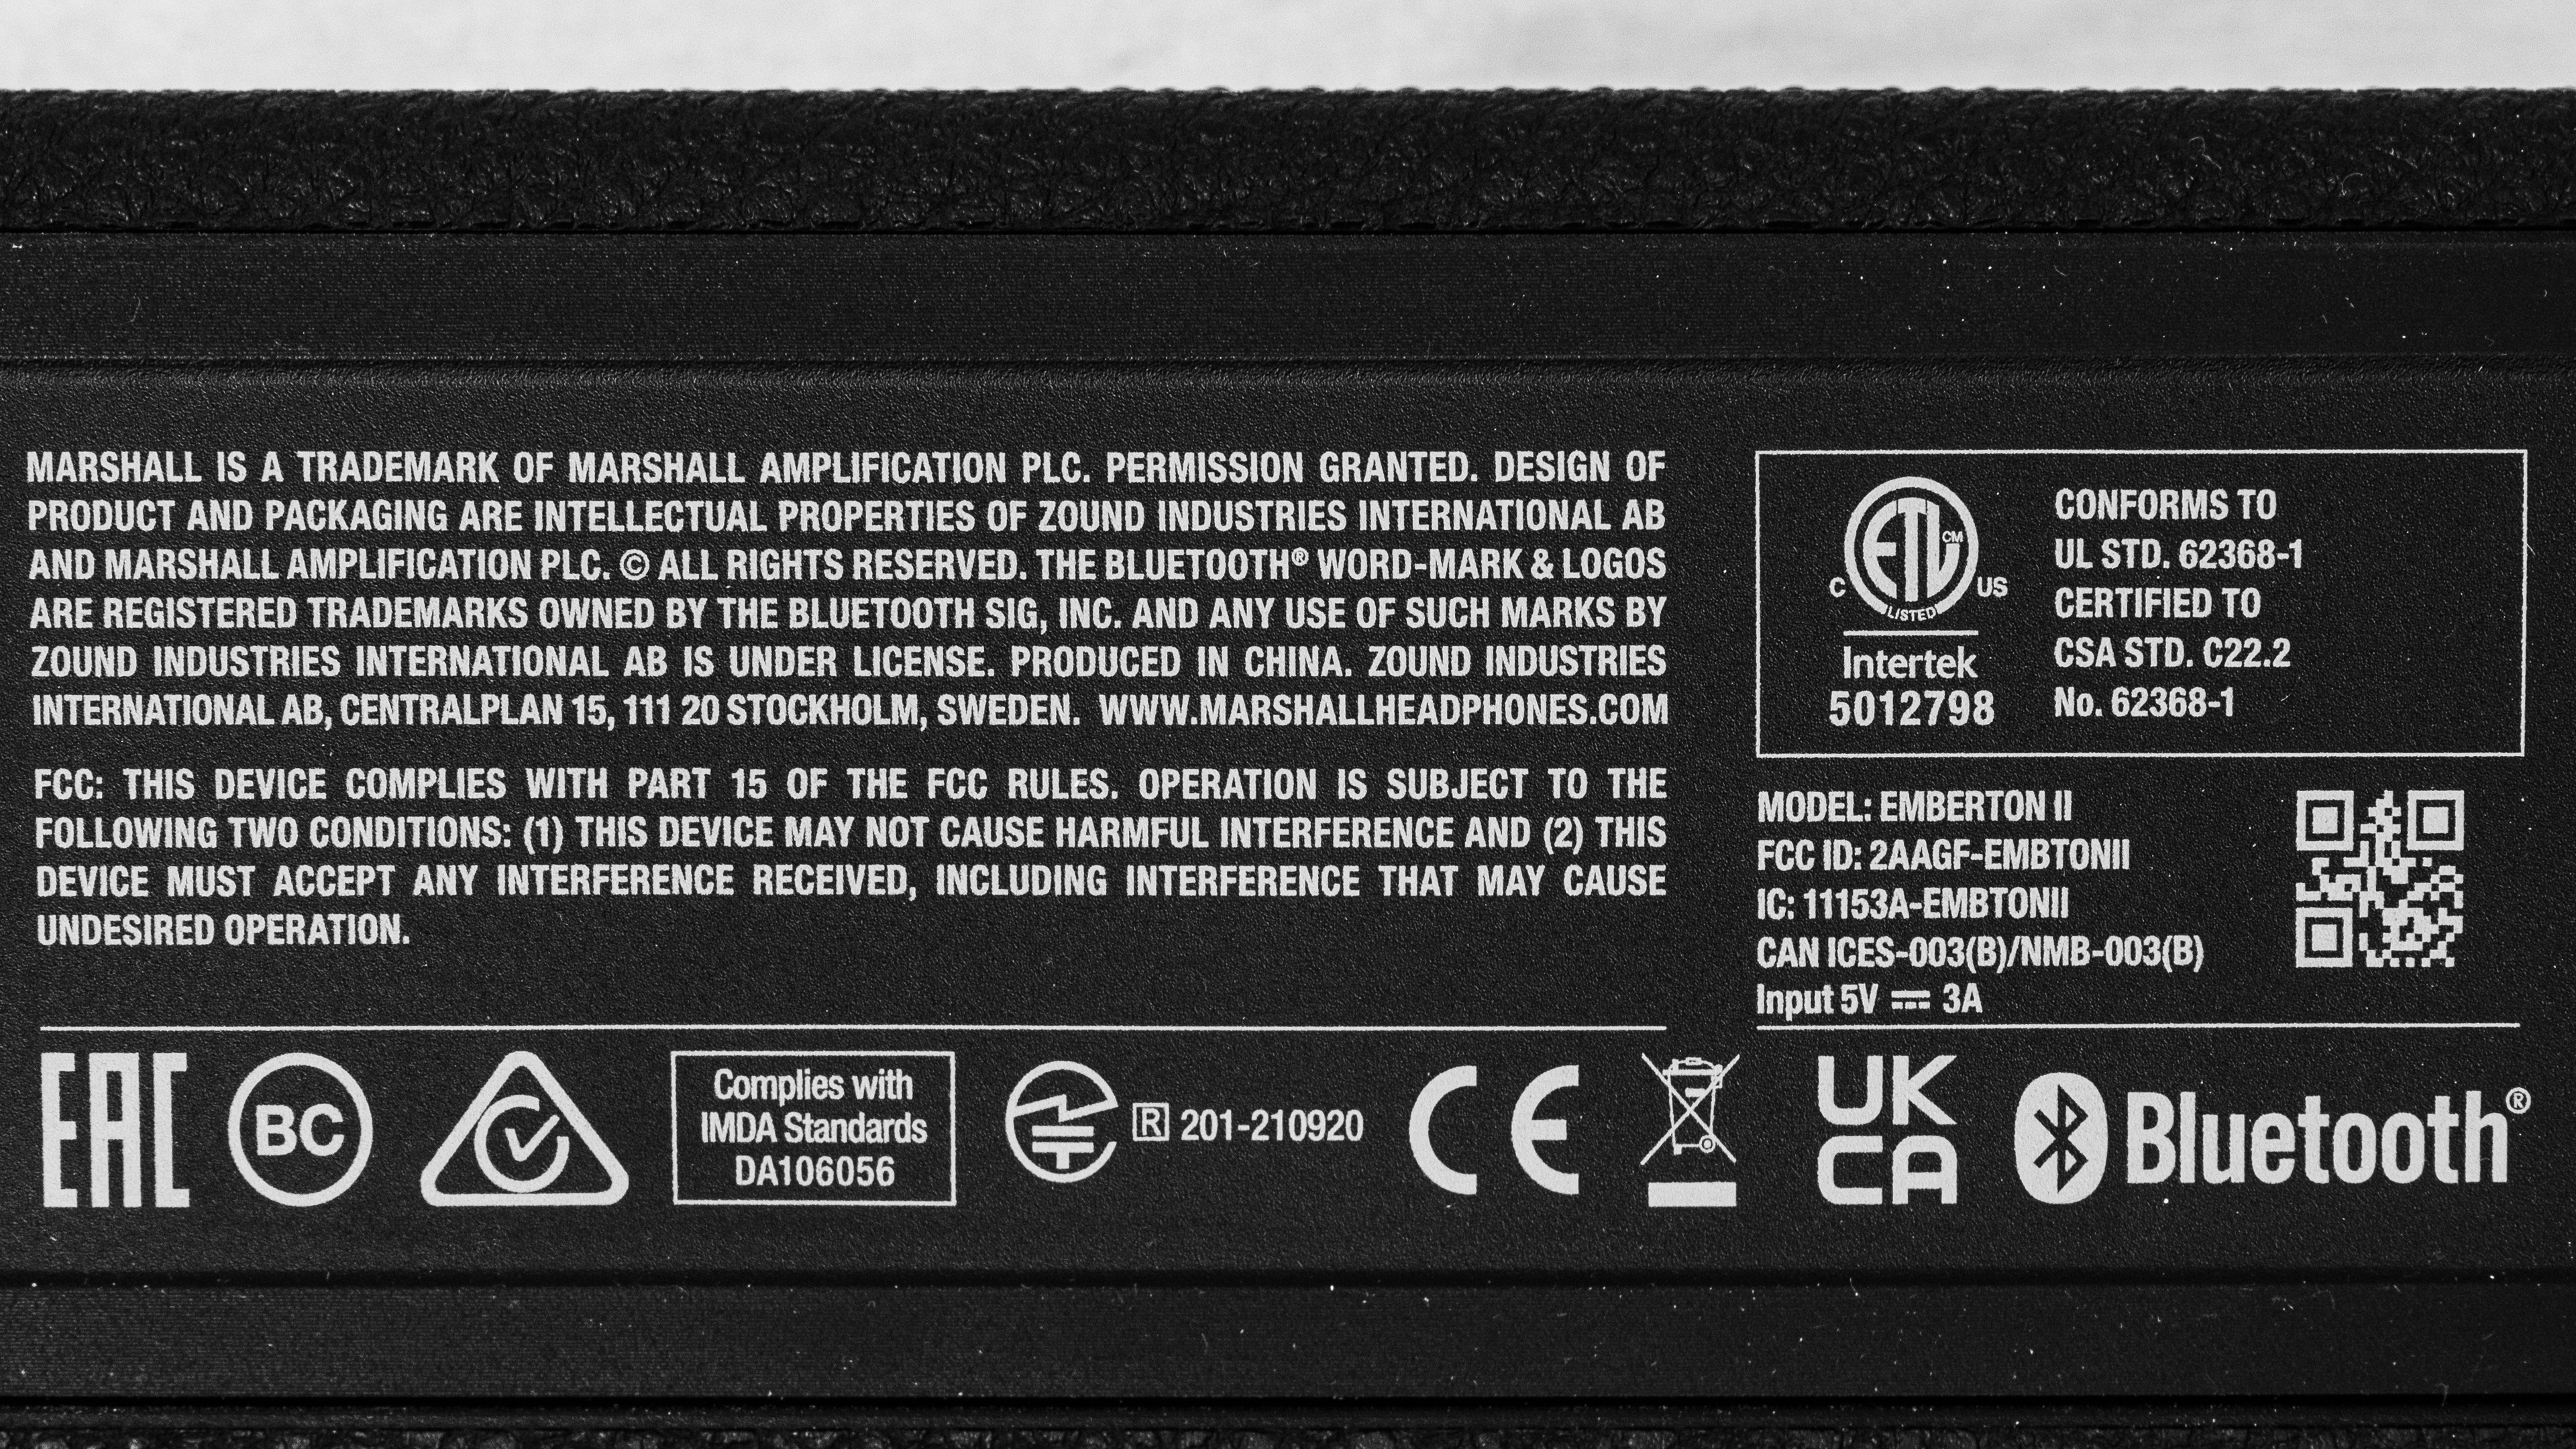 MARSHALL IS A TRADEMARK OF MARSHALL AMPLIFICATION PLC. PERMISSION GRANTED. DESIGN OF
PRODUCT AND PACKAGING ARE INTELLECTUAL PROPERTIES OF ZOUND INDUSTRIES INTERNATIONAL AB
AND MARSHALL AMPLIFICATION PLC. © ALL RIGHTS RESERVED. THE BLUETOOTH® WORD-MARK & LOGOS
ARE REGISTERED TRADEMARKS OWNED BY THE BLUETOOTH SIG, INC. AND ANY USE OF SUCH MARKS BY
ZOUND INDUSTRIES INTERNATIONAL AB IS UNDER LICENSE. PRODUCED IN CHINA. ZOUND INDUSTRIES
INTERNATIONAL AB, CENTRALPLAN 15, 111 20 STOCKHOLM, SWEDEN. WWW.MARSHALLHEADPHONES.COM
FCC: THIS DEVICE COMPLIES WITH PART 15 OF THE FCC RULES. OPERATION IS SUBJECT TO THE
FOLLOWING TWO CONDITIONS: (1) THIS DEVICE MAY NOT CAUSE HARMFUL INTERFERENCE AND (2) THIS
DEVICE MUST ACCEPT ANY INTERFERENCE RECEIVED, INCLUDING INTERFERENCE THAT MAY CAUSE
UNDESIRED OPERATION.
ETL CM
C US
LISTED
Intertek
5012798
CONFORMS TO
UL STD. 62368-1
CERTIFIED TO
CSA STD. C22.2
No. 62368-1
MODEL: EMBERTON II
FCC ID: 2AAGF-EMBTONII
IC: 11153A-EMBTONII
CAN ICES-003(B)/NMB-003(B)
Input 5V ⎓ 3A
EAC
BC
Complies with
IMDA Standards
DA106056
R 201-210920
CE
UK
CA
Bluetooth®